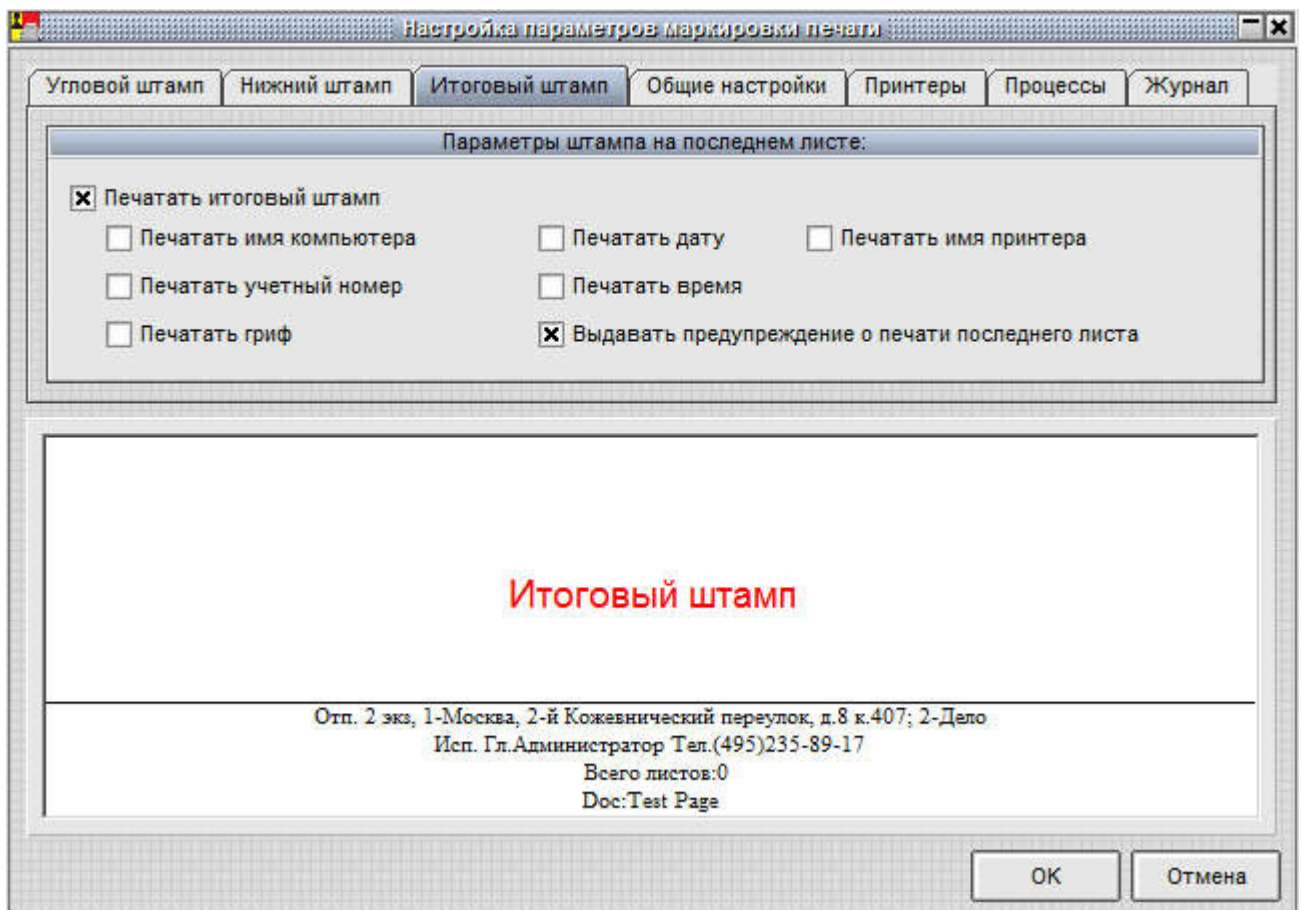 Настройка параметров маркировки печати
Угловой штамп Нижний штамп Итоговый штамп Общие настройки Принтеры Процессы Журнал
Параметры штампа на последнем листе:
Печатать итоговый штамп
Печатать имя компьютера Печатать дату Печатать имя принтера
Печатать учетный номер Печатать время
Печатать гриф Выдавать предупреждение о печати последнего листа
Итоговый штамп
Отп. 2 экз, 1-Москва, 2-й Кожевнический переулок, д.8 к.407; 2-Дело
Исп. Гл.Администратор Тел.(495)235-89-17
Всего листов:0
Doc:Test Page
OK Отмена